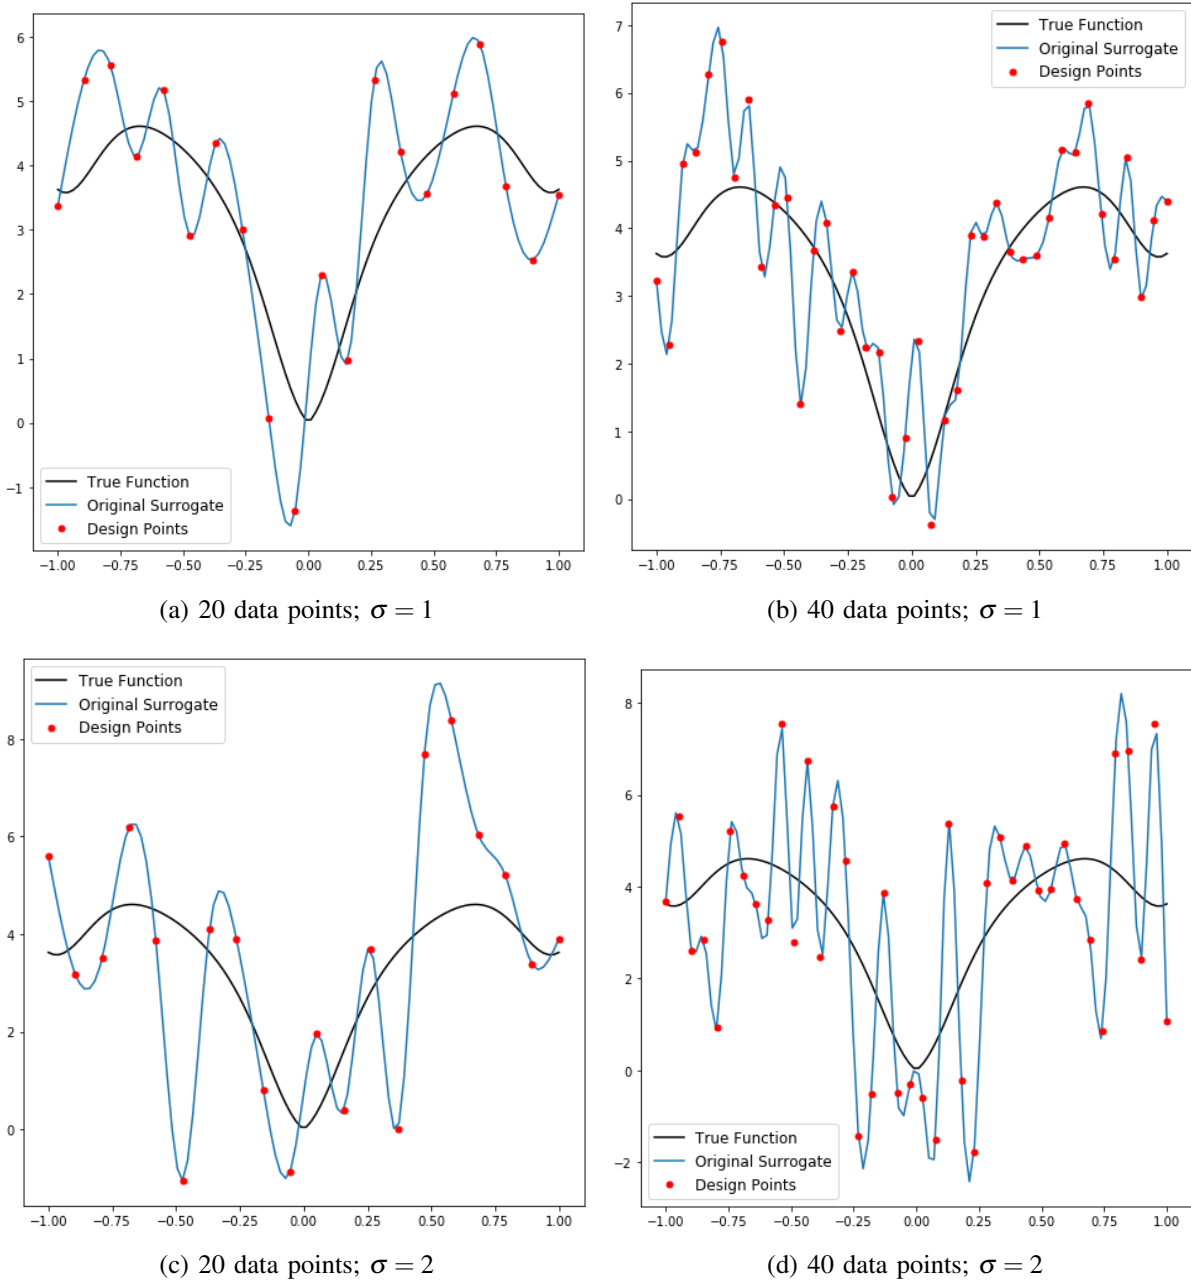 6
5
4
3
2
1
0
−1
−1.00 −0.75 −0.50 −0.25 0.00 0.25 0.50 0.75 1.00
True Function
Original Surrogate
Design Points
(a) 20 data points; σ = 1
7
6
5
4
3
2
1
0
−1.00 −0.75 −0.50 −0.25 0.00 0.25 0.50 0.75 1.00
True Function
Original Surrogate
Design Points
(b) 40 data points; σ = 1
8
6
4
2
0
−1.00 −0.75 −0.50 −0.25 0.00 0.25 0.50 0.75 1.00
True Function
Original Surrogate
Design Points
(c) 20 data points; σ = 2
8
6
4
2
0
−2
−1.00 −0.75 −0.50 −0.25 0.00 0.25 0.50 0.75 1.00
True Function
Original Surrogate
Design Points
(d) 40 data points; σ = 2